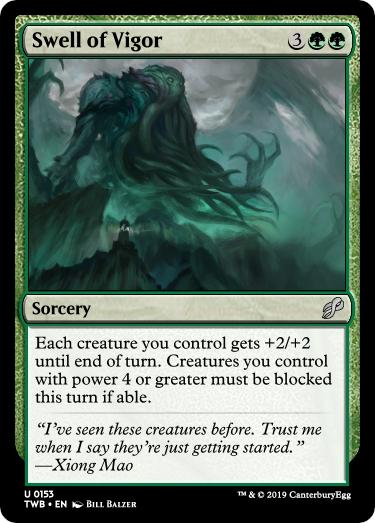 Swell of Vigor 3
Sorcery
Each creature you control gets +2/+2
until end of turn. Creatures you control
with power 4 or greater must be blocked
this turn if able.
“I’ve seen these creatures before. Trust me
when I say they’re just getting started.”
—Xiong Mao
U 0153
TWB • EN BILL BALZER ™ & © 2019 CanterburyEgg